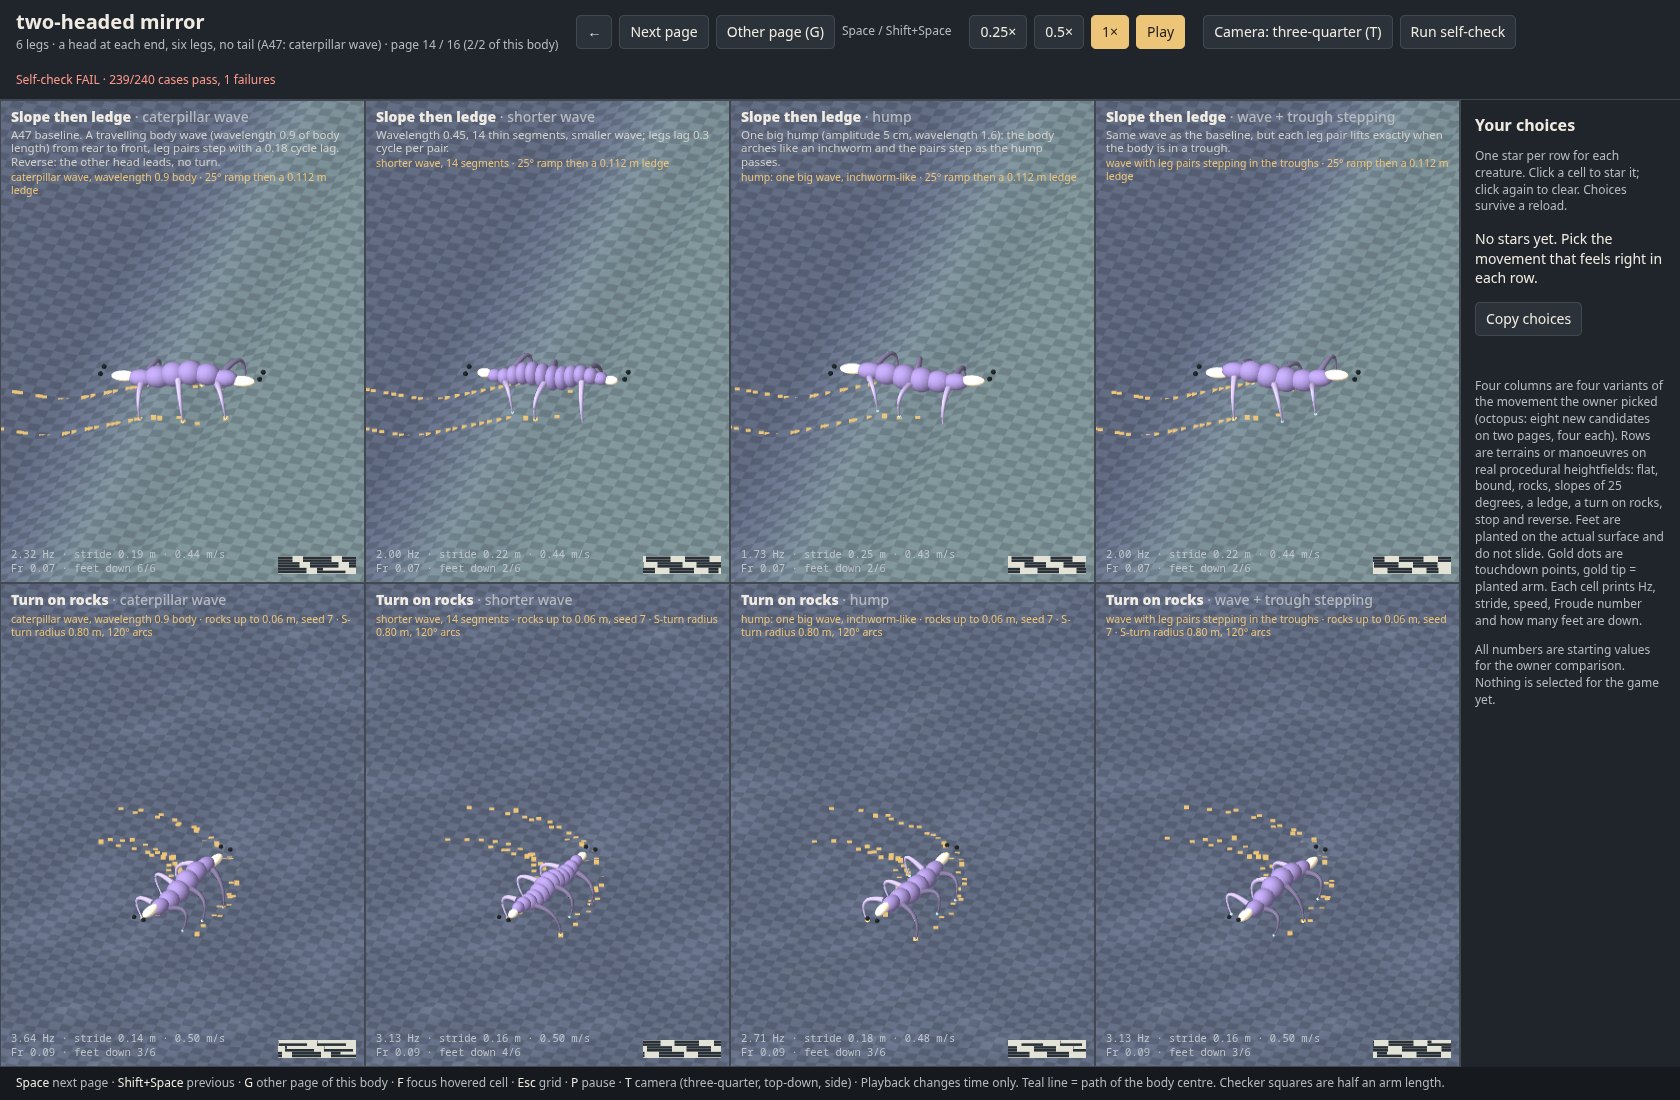 two-headed mirror
6 legs · a head at each end, six legs, no tail (A47: caterpillar wave) · page 14 / 16 (2/2 of this body)
←
Next page
Other page (G)
Space / Shift+Space
0.25×
0.5×
1×
Play
Camera: three-quarter (T)
Run self-check
Self-check FAIL · 239/240 cases pass, 1 failures
Slope then ledge · caterpillar wave
A47 baseline. A travelling body wave (wavelength 0.9 of body
length) from rear to front, leg pairs step with a 0.18 cycle lag.
Reverse: the other head leads, no turn.
caterpillar wave, wavelength 0.9 body · 25° ramp then a 0.112 m
ledge
2.32 Hz · stride 0.19 m · 0.44 m/s
Fr 0.07 · feet down 6/6
Slope then ledge · shorter wave
Wavelength 0.45, 14 thin segments, smaller wave; legs lag 0.3
cycle per pair.
shorter wave, 14 segments · 25° ramp then a 0.112 m ledge
2.00 Hz · stride 0.22 m · 0.44 m/s
Fr 0.07 · feet down 2/6
Slope then ledge · hump
One big hump (amplitude 5 cm, wavelength 1.6): the body
arches like an inchworm and the pairs step as the hump
passes.
hump: one big wave, inchworm-like · 25° ramp then a 0.112 m ledge
1.73 Hz · stride 0.25 m · 0.43 m/s
Fr 0.07 · feet down 2/6
Slope then ledge · wave + trough stepping
Same wave as the baseline, but each leg pair lifts exactly when
the body is in a trough.
wave with leg pairs stepping in the troughs · 25° ramp then a 0.112 m
ledge
2.00 Hz · stride 0.22 m · 0.44 m/s
Fr 0.07 · feet down 2/6
Turn on rocks · caterpillar wave
caterpillar wave, wavelength 0.9 body · rocks up to 0.06 m, seed 7 · S-
turn radius 0.80 m, 120° arcs
3.64 Hz · stride 0.14 m · 0.50 m/s
Fr 0.09 · feet down 3/6
Turn on rocks · shorter wave
shorter wave, 14 segments · rocks up to 0.06 m, seed 7 · S-turn radius
0.80 m, 120° arcs
3.13 Hz · stride 0.16 m · 0.50 m/s
Fr 0.09 · feet down 4/6
Turn on rocks · hump
hump: one big wave, inchworm-like · rocks up to 0.06 m, seed 7 · S-
turn radius 0.80 m, 120° arcs
2.71 Hz · stride 0.18 m · 0.48 m/s
Fr 0.09 · feet down 3/6
Turn on rocks · wave + trough stepping
wave with leg pairs stepping in the troughs · rocks up to 0.06 m, seed
7 · S-turn radius 0.80 m, 120° arcs
3.13 Hz · stride 0.16 m · 0.50 m/s
Fr 0.09 · feet down 3/6
Your choices
One star per row for each
creature. Click a cell to star it;
click again to clear. Choices
survive a reload.
No stars yet. Pick the
movement that feels right in
each row.
Copy choices
Four columns are four variants of
the movement the owner picked
(octopus: eight new candidates
on two pages, four each). Rows
are terrains or manoeuvres on
real procedural heightfields: flat,
bound, rocks, slopes of 25
degrees, a ledge, a turn on rocks,
stop and reverse. Feet are
planted on the actual surface and
do not slide. Gold dots are
touchdown points, gold tip =
planted arm. Each cell prints Hz,
stride, speed, Froude number
and how many feet are down.
All numbers are starting values
for the owner comparison.
Nothing is selected for the game
yet.
Space next page · Shift+Space previous · G other page of this body · F focus hovered cell · Esc grid · P pause · T camera (three-quarter, top-down, side) · Playback changes time only. Teal line = path of the body centre. Checker squares are half an arm length.